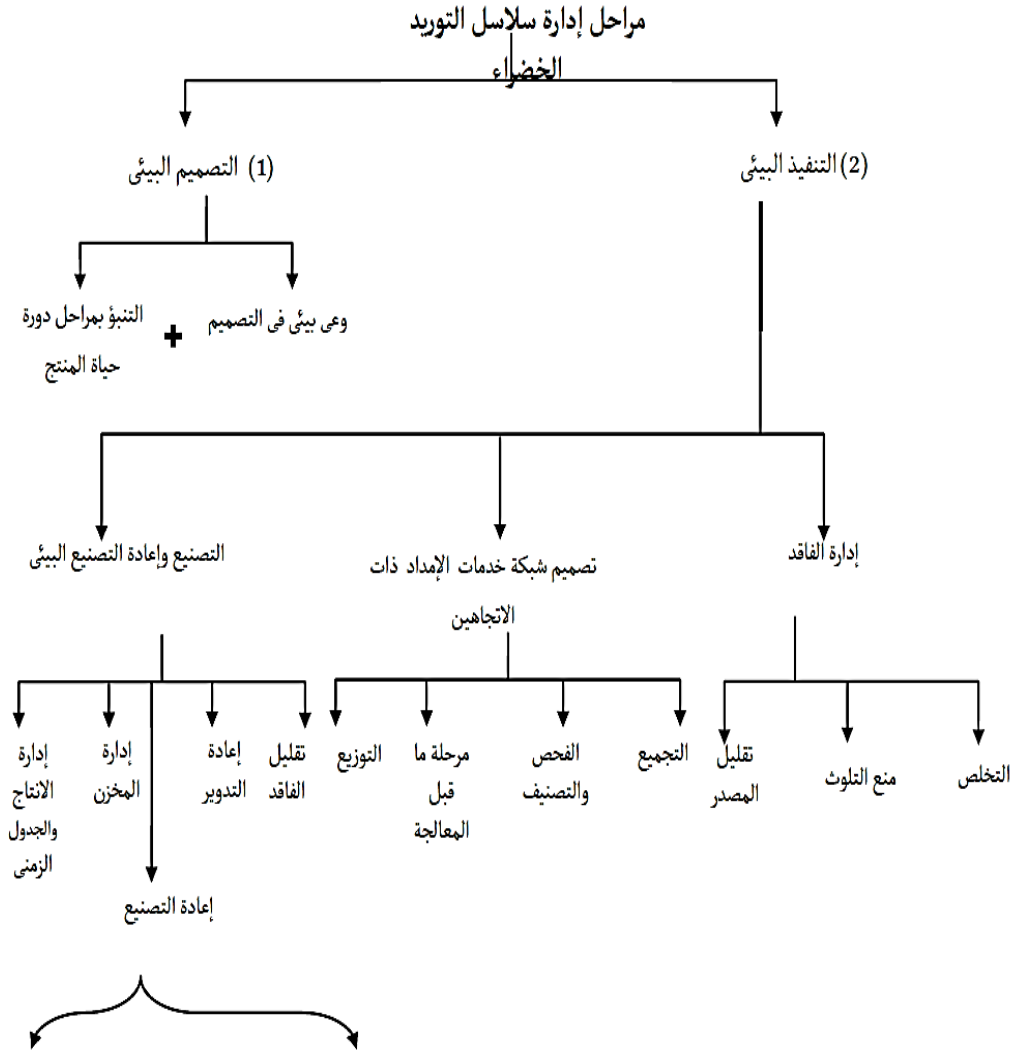 مراحل إدارة سلاسل التوريد
الخضراء
(1) التصميم البيئى
(2) التنفيذ البيئى
وعى بيئى فى التصميم
+
التنبؤ بمراحل دورة
حياة المنتج
إدارة الفاقد
تصميم شبكة خدمات الإمداد ذات
الاتجاهين
التصنيع وإعادة التصنيع البيئى
التخلص
منع التلوث
تقليل
المصدر
التجميع
الفحص
والتصنيف
مرحلة ما
قبل
المعالجة
التوزيع
تقليل
الفاقد
إعادة
التدوير
إدارة
المخزن
إدارة
الانتاج
والجدول
الزمنى
إعادة التصنيع